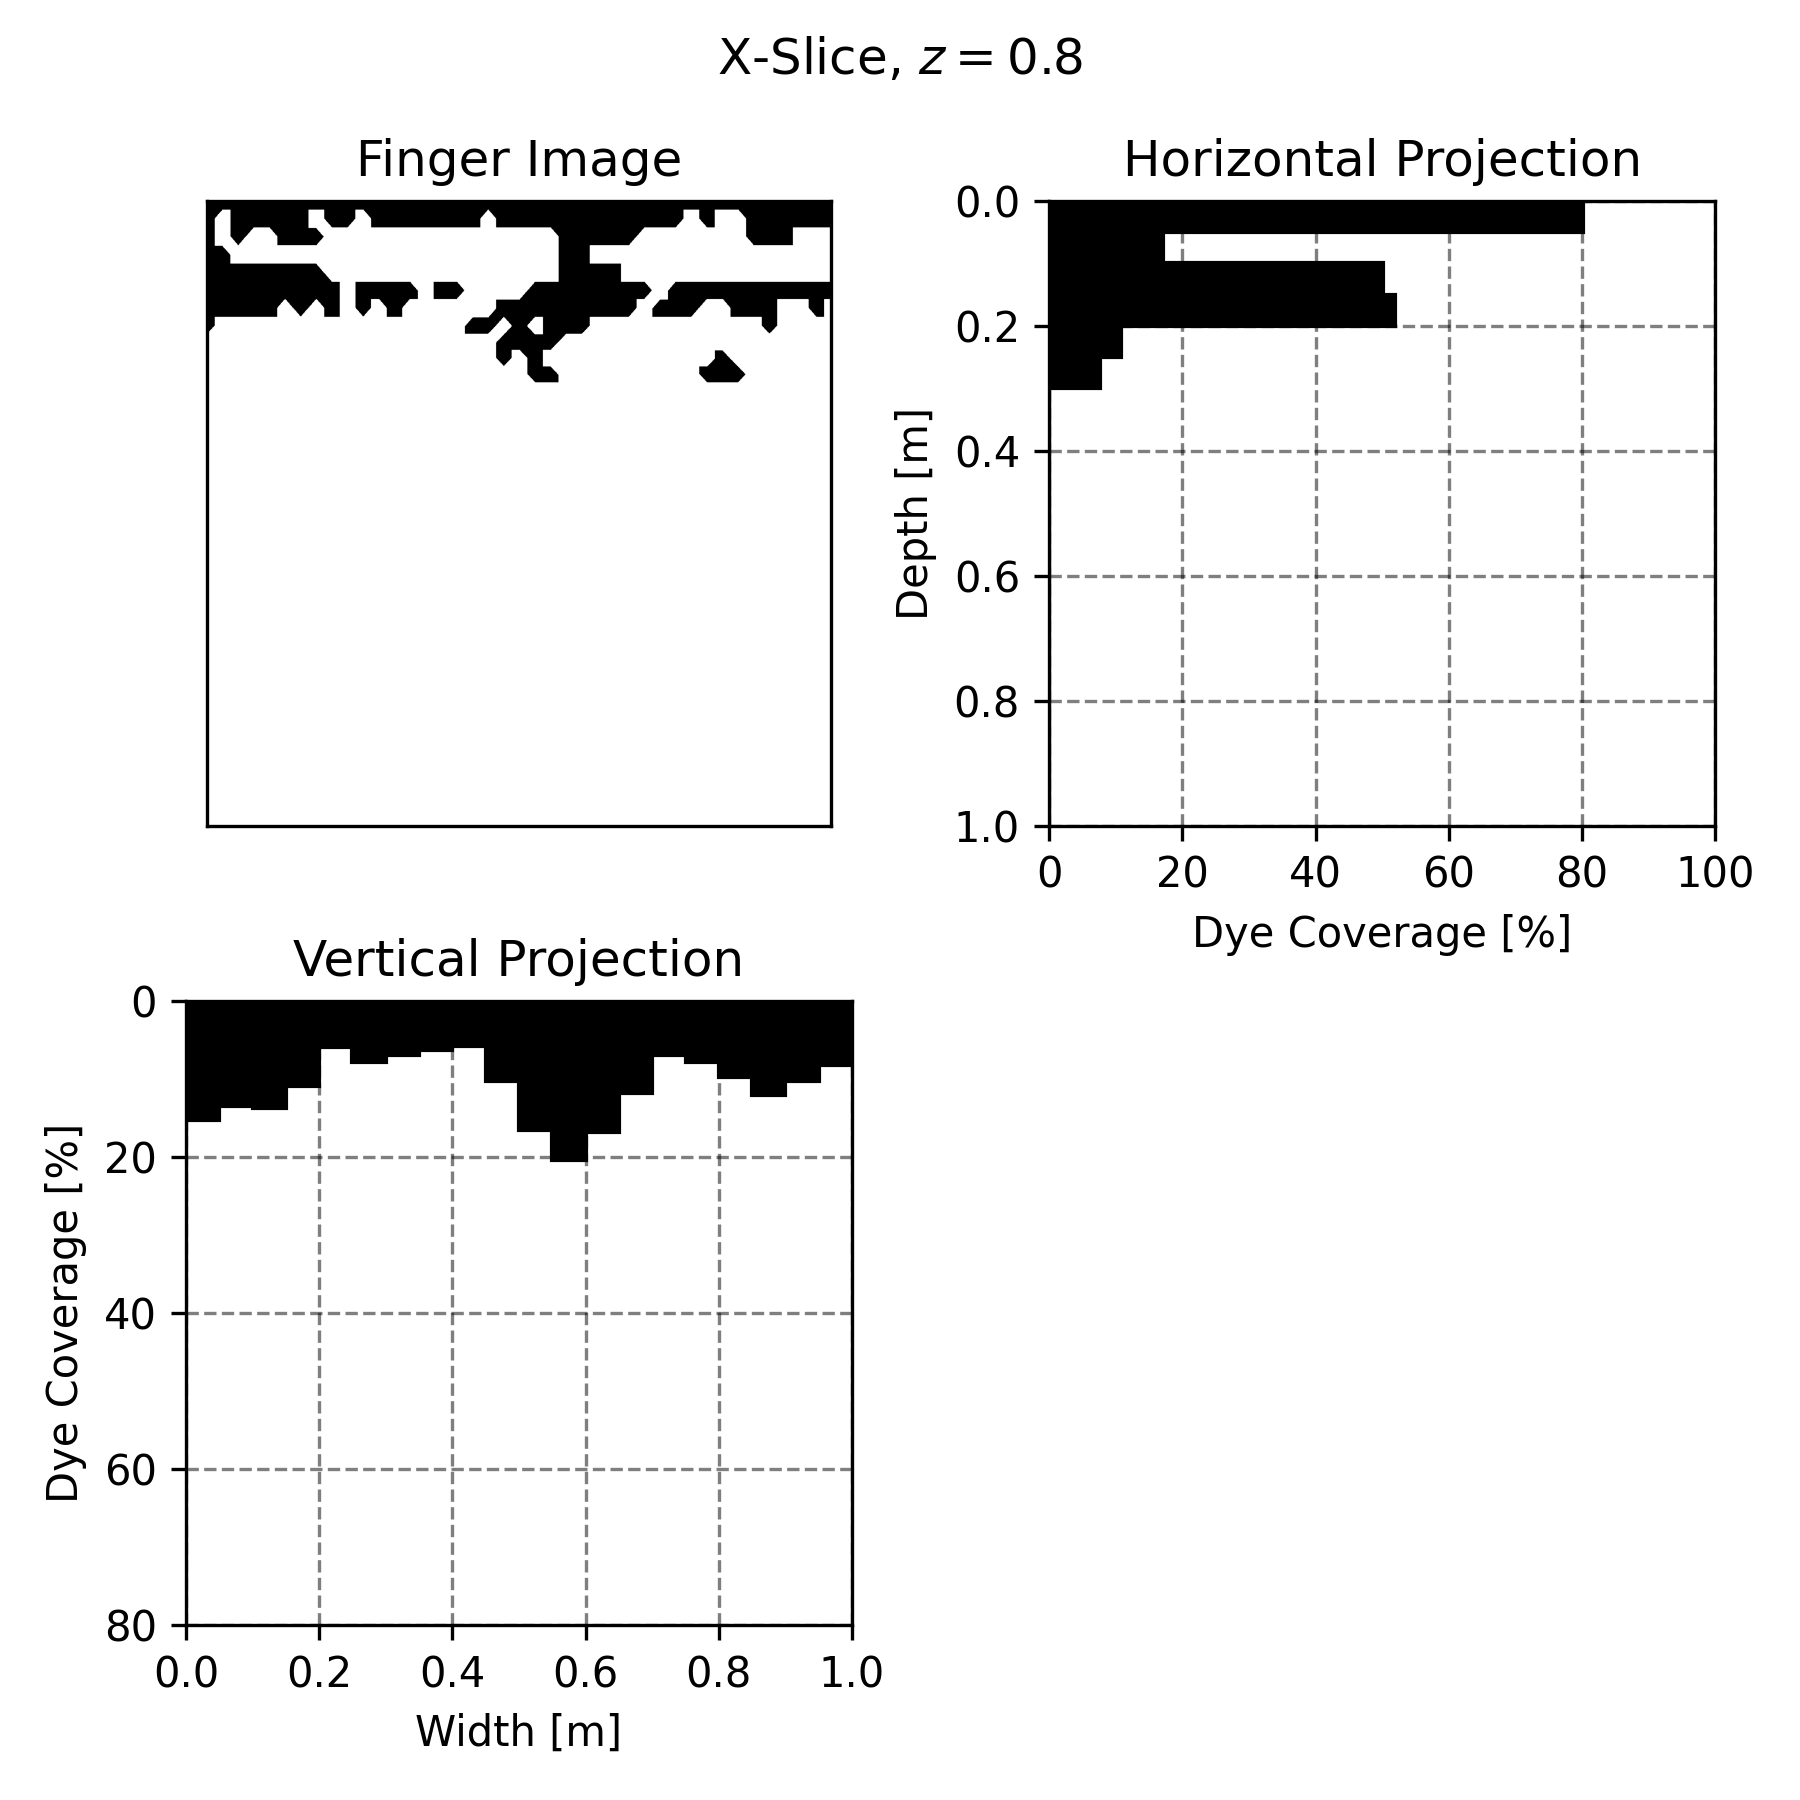 X-Slice, z = 0.8
Finger Image
Horizontal Projection
0.0
0.2
0.4
0.6
0.8
1.0
Depth [m]
0 20 40 60 80 100
Dye Coverage [%]
Vertical Projection
0
20
40
60
80
Dye Coverage [%]
0.0 0.2 0.4 0.6 0.8 1.0
Width [m]